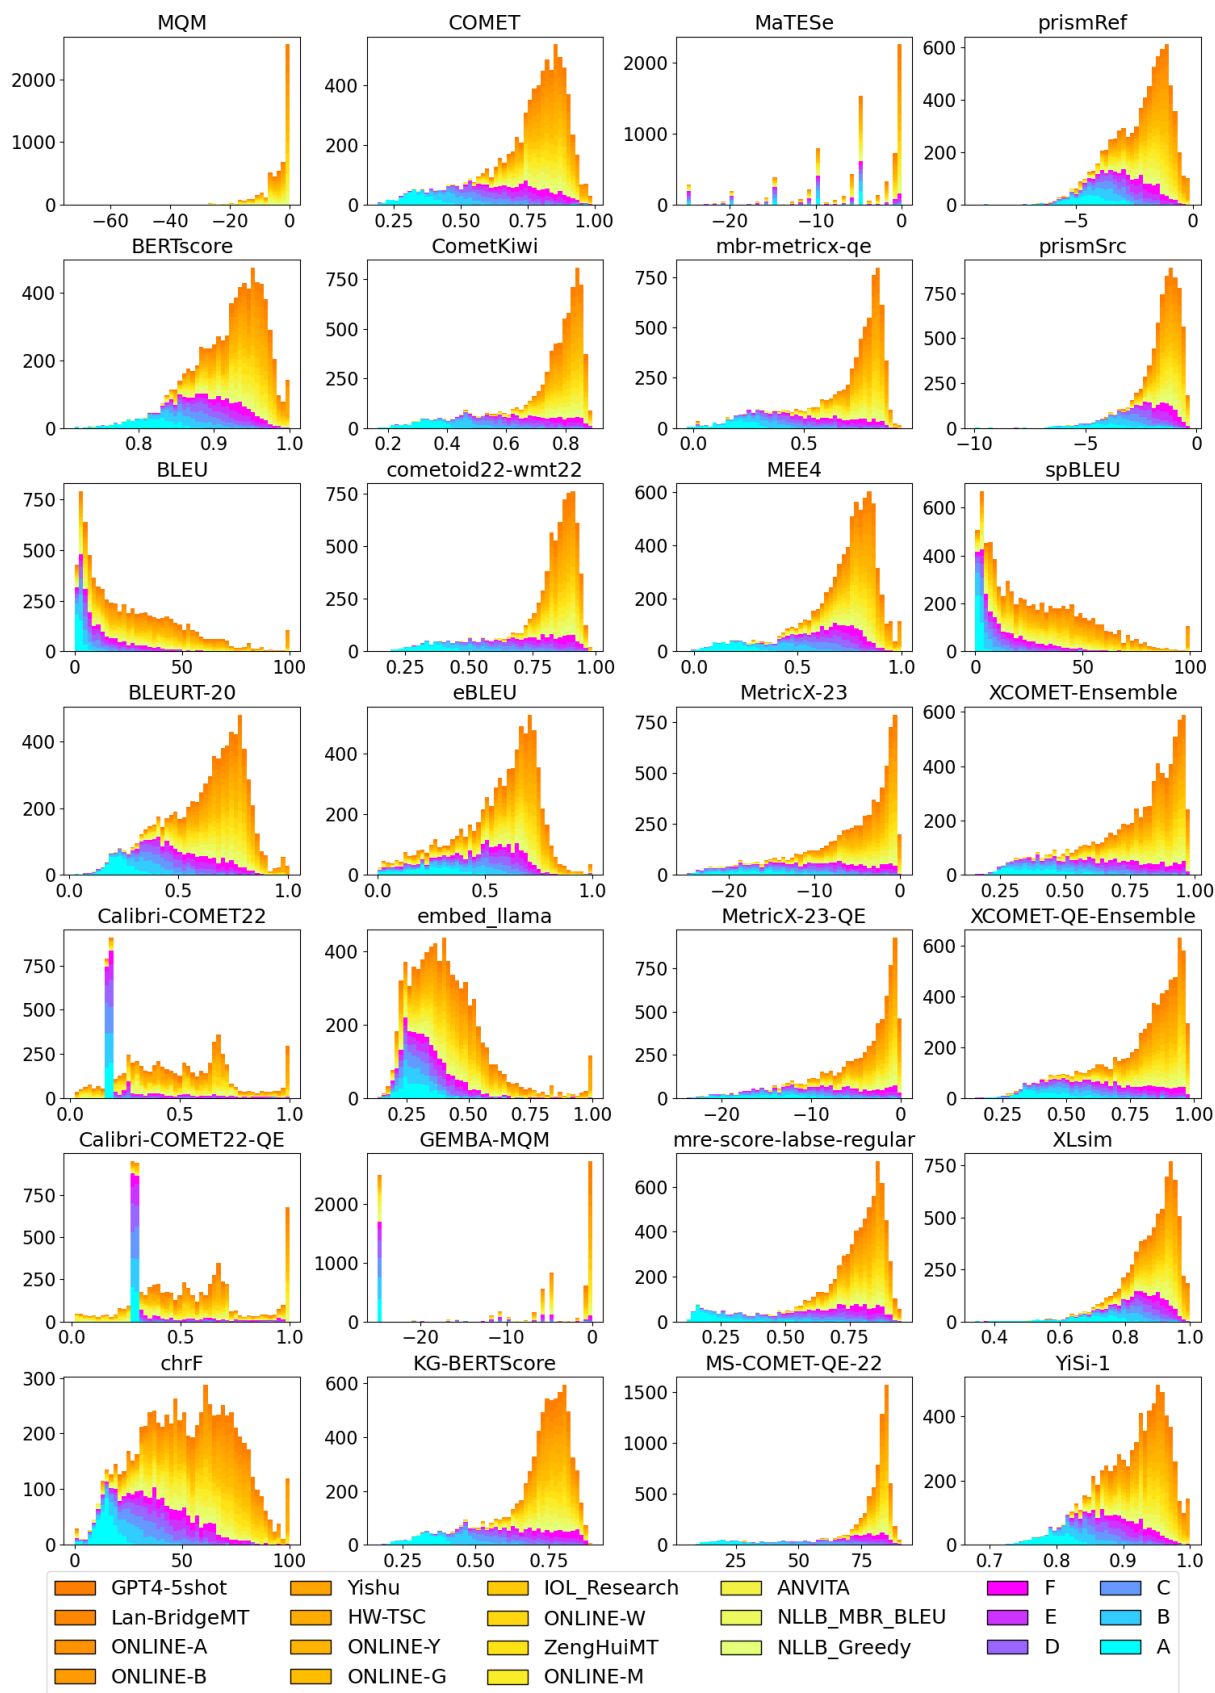 MQM COMET MaTESe prismRef
2000
1000
0
−60 −40 −20 0
400
200
0
0.25 0.50 0.75 1.00
2000
1000
0
−20 −10 0
600
400
200
0
−5 0
BERTscore CometKiwi mbr-metricx-qe prismSrc
400
200
0
0.8 0.9 1.0
750
500
250
0
0.2 0.4 0.6 0.8
750
500
250
0
0.0 0.5
750
500
250
0
−10 −5 0
BLEU cometoid22-wmt22 MEE4 spBLEU
750
500
250
0
0 50 100
750
500
250
0
0.25 0.50 0.75 1.00
600
400
200
0
0.0 0.5 1.0
600
400
200
0
0 50 100
BLEURT-20 eBLEU MetricX-23 XCOMET-Ensemble
400
200
0
0.0 0.5 1.0
400
200
0
0.0 0.5 1.0
750
500
250
0
−20 −10 0
600
400
200
0
0.25 0.50 0.75 1.00
Calibri-COMET22 embed_llama MetricX-23-QE XCOMET-QE-Ensemble
750
500
250
0
0.0 0.5 1.0
400
200
0
0.25 0.50 0.75 1.00
750
500
250
0
−20 −10 0
600
400
200
0
0.25 0.50 0.75 1.00
Calibri-COMET22-QE GEMBA-MQM mre-score-labse-regular XLsim
750
500
250
0
0.0 0.5 1.0
2000
1000
0
−20 −10 0
600
400
200
0
0.25 0.50 0.75
750
500
250
0
0.4 0.6 0.8 1.0
chrF KG-BERTScore MS-COMET-QE-22 YiSi-1
300
200
100
0
0 50 100
600
400
200
0
0.25 0.50 0.75
1500
1000
500
0
25 50 75
400
200
0
0.7 0.8 0.9 1.0
GPT4-5shot Yishu IOL_Research ANVITA F C
Lan-BridgeMT HW-TSC ONLINE-W NLLB_MBR_BLEU E B
ONLINE-A ONLINE-Y ZengHuiMT NLLB_Greedy D A
ONLINE-B ONLINE-G ONLINE-M